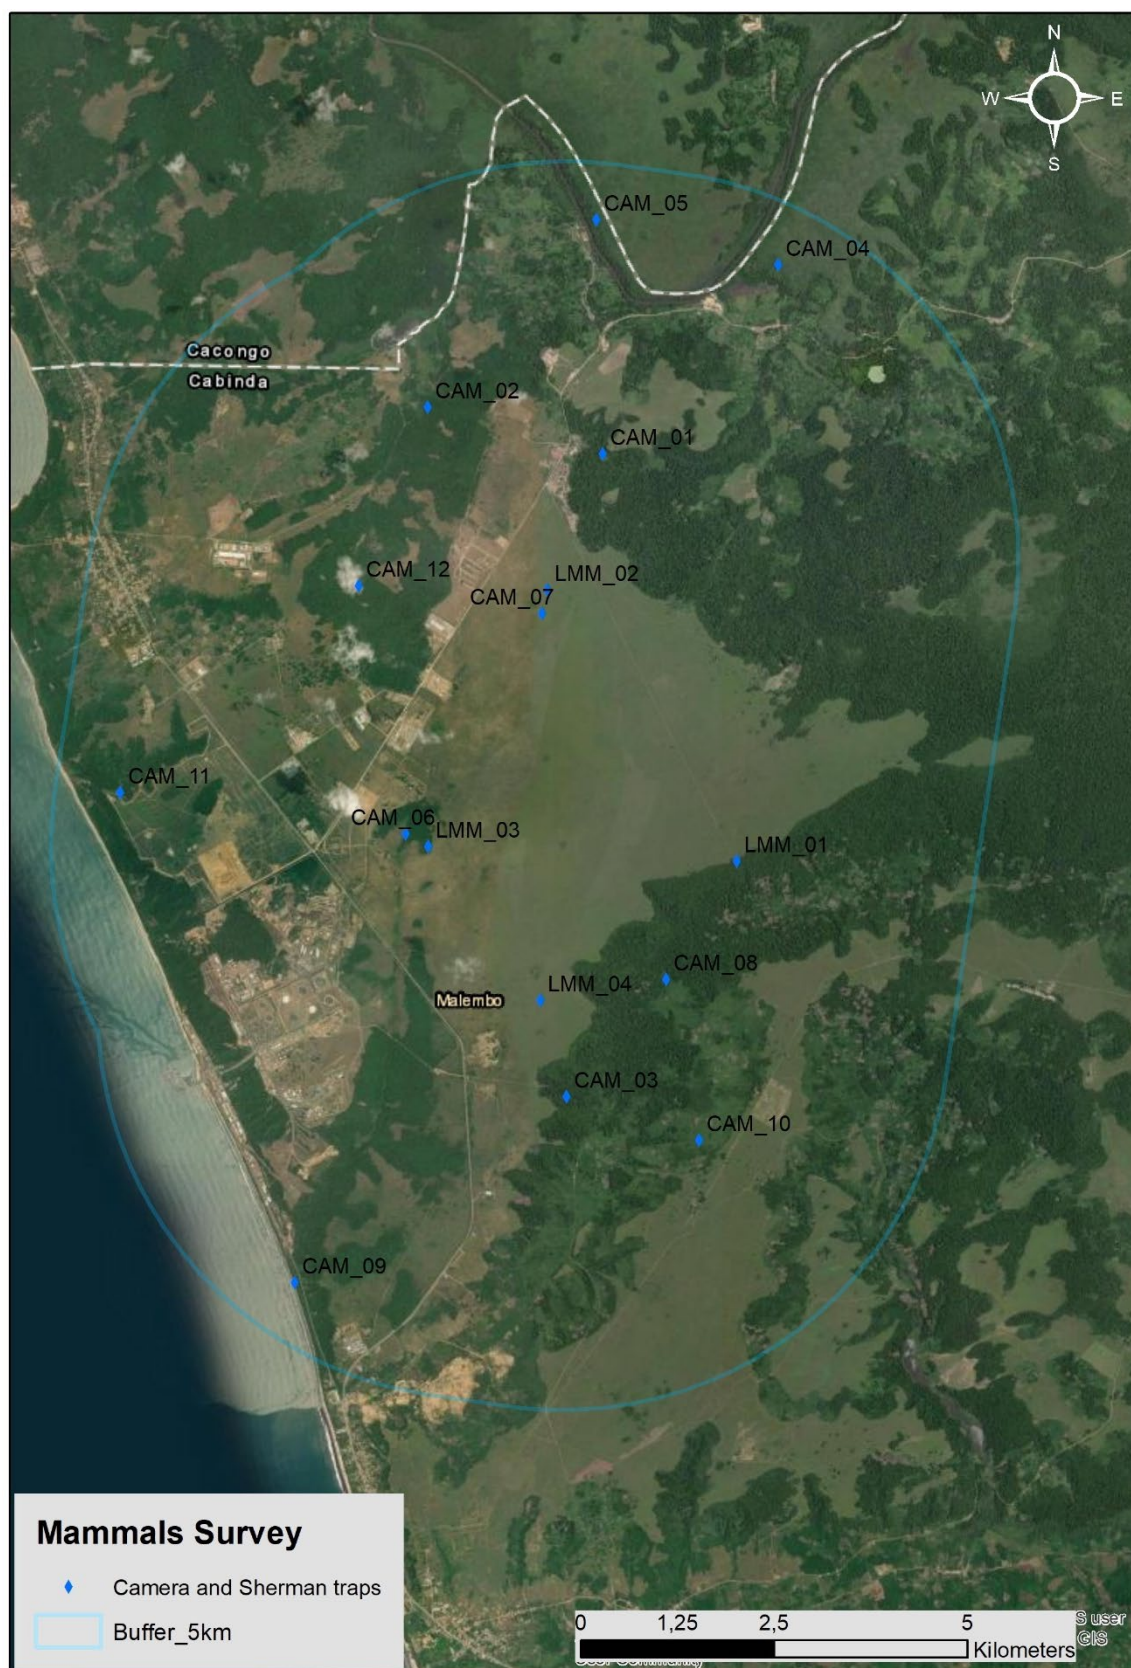 N
W E
S
CAM_05
CAM_04
Cacongo
Cabinda
CAM_02
CAM_01
CAM_12
LMM_02
CAM_07
CAM_11
CAM_06
LMM_03
LMM_01
CAM_08
LMM_04
Malembo
CAM_03
CAM_10
CAM_09
Mammals Survey
Camera and Sherman traps
Buffer_5km
0 1,25 2,5 5
Kilometers
S user
GIS